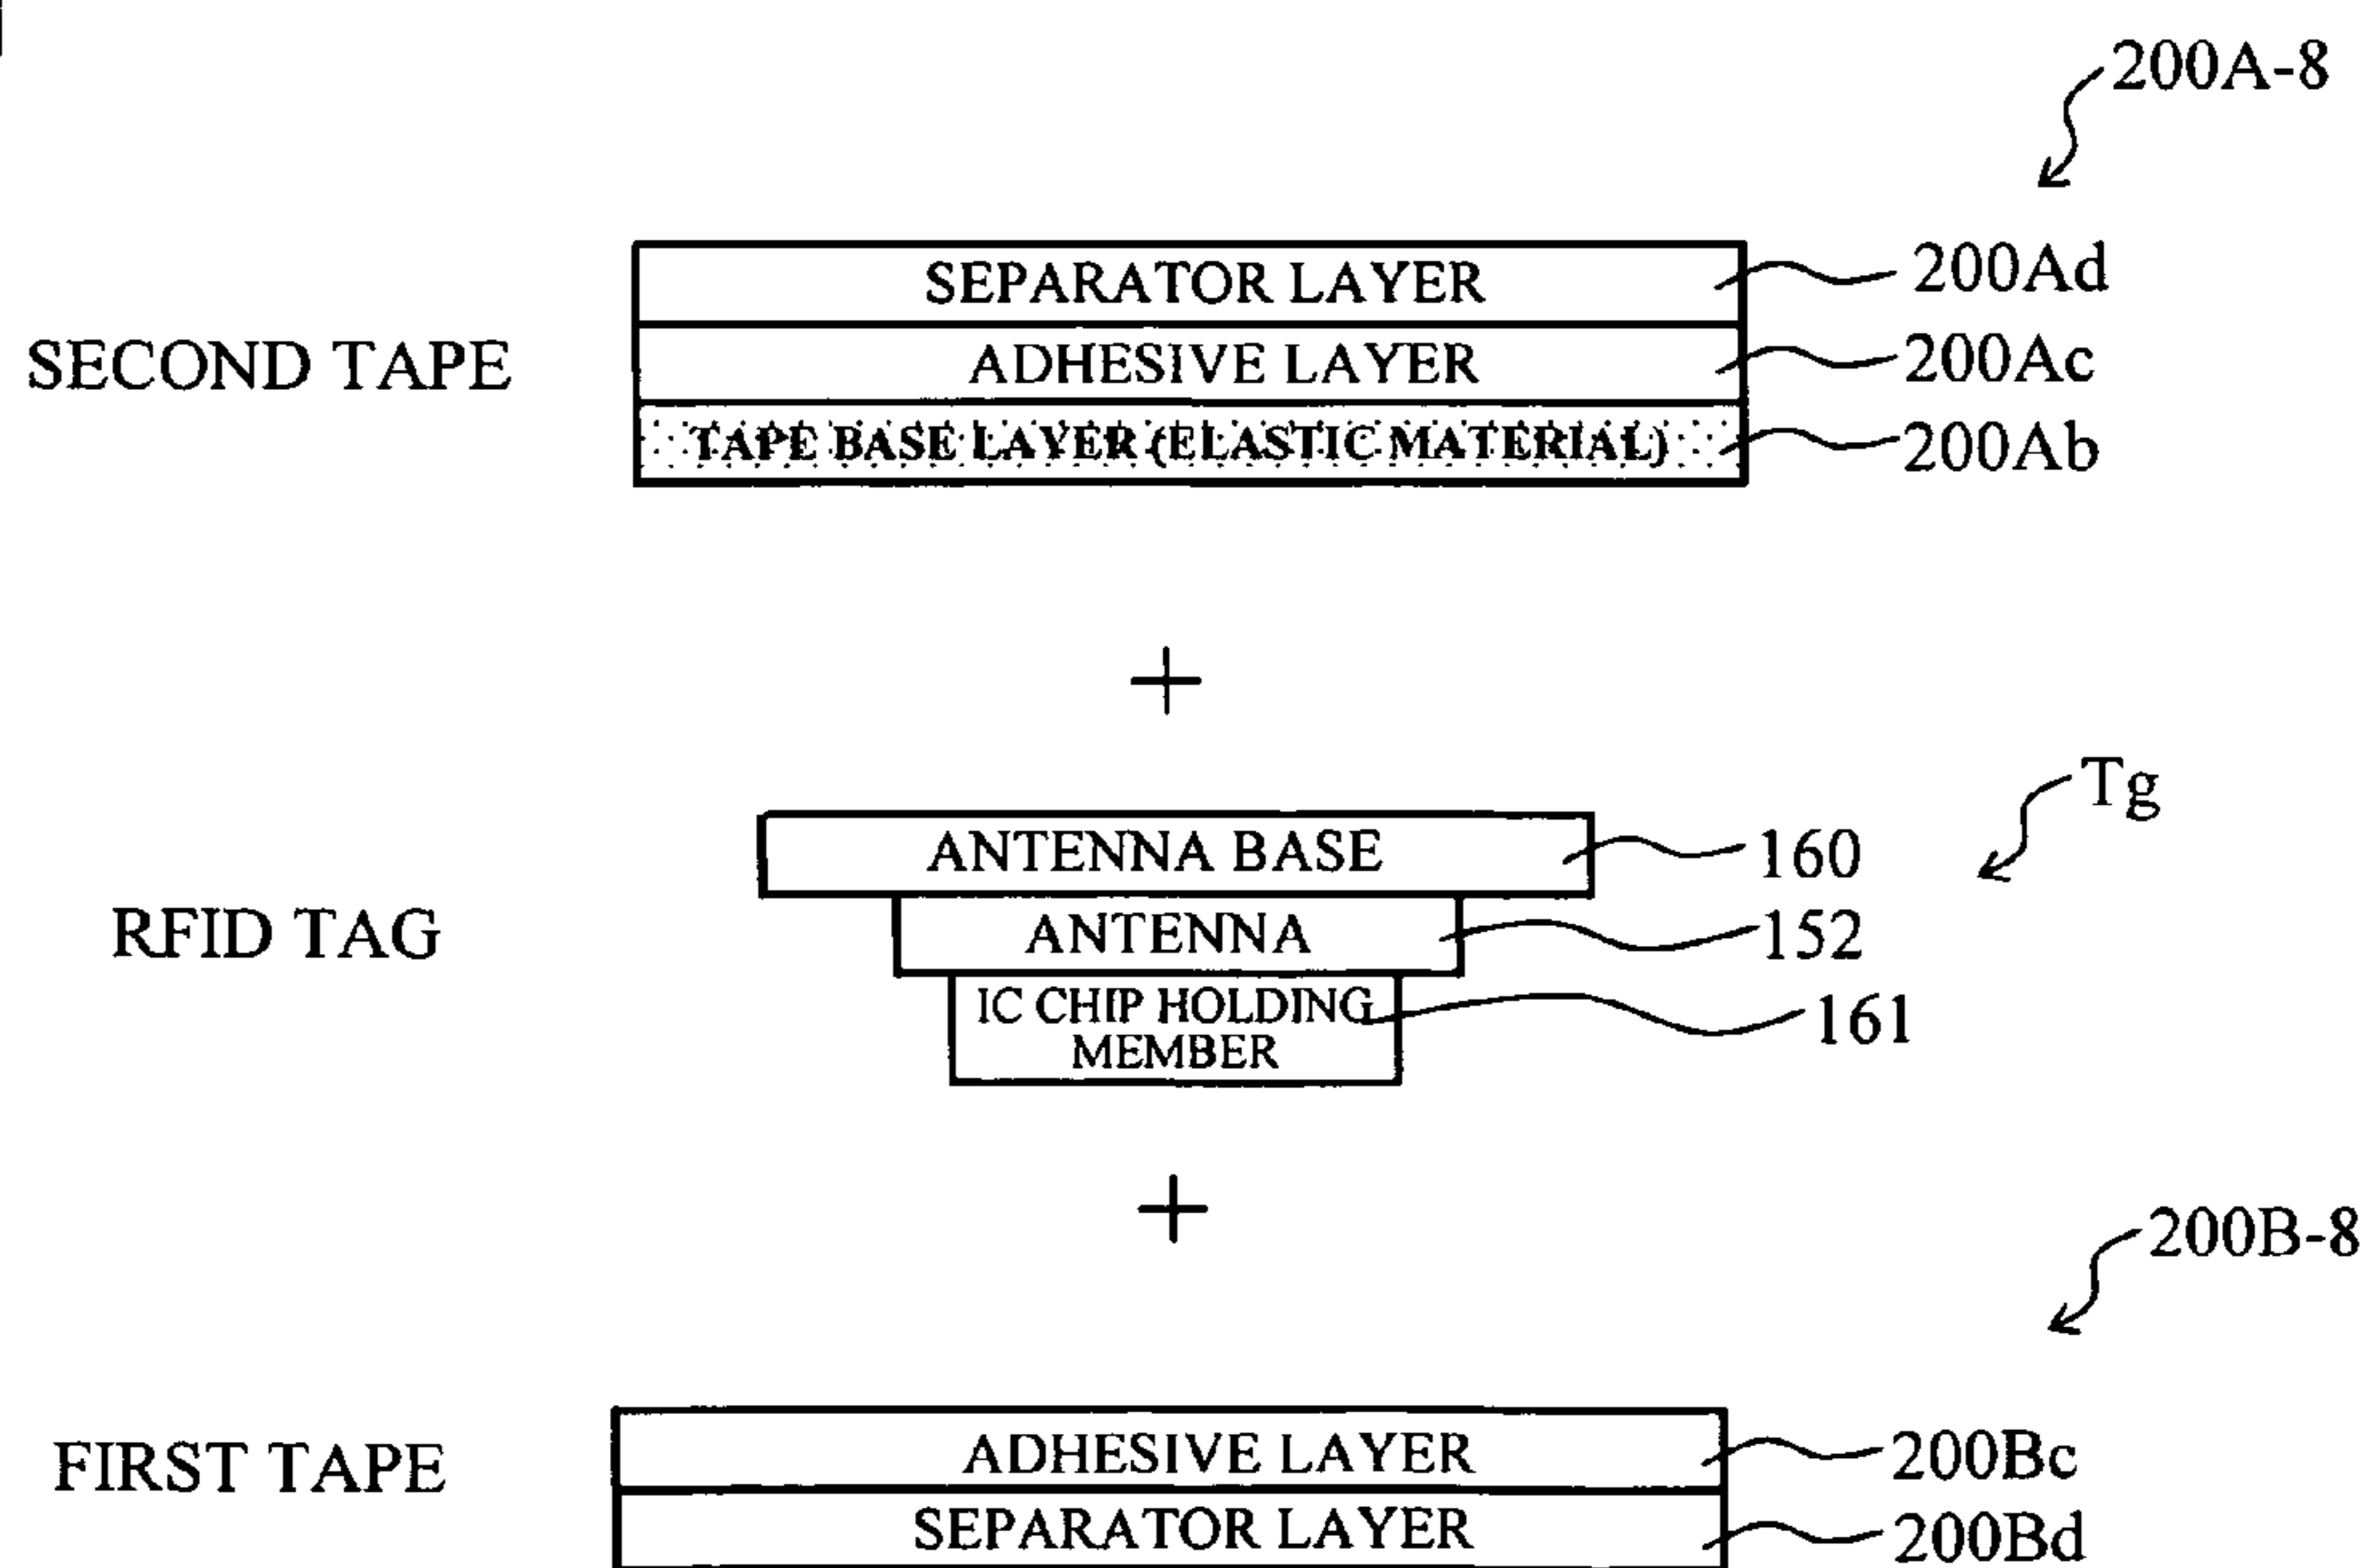 200A-8
SEPARATOR LAYER 200Ad
SECOND TAPE ADHESIVE LAYER 200Ac
TAPE BASE LAYER (ELASTIC MATERIAL) 200Ab
+
Tg
ANTENNA BASE 160
RFID TAG ANTENNA 152
IC CHIP HOLDING 161
MEMBER
+
200B-8
FIRST TAPE ADHESIVE LAYER 200Bc
SEPARATOR LAYER 200Bd